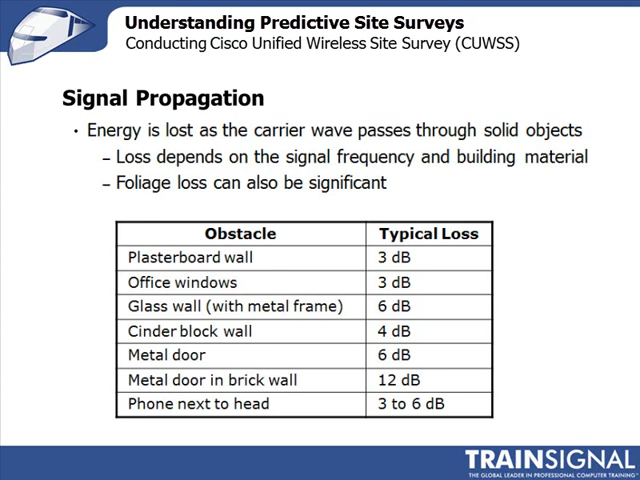 Understanding Predictive Site Surveys
Conducting Cisco Unified Wireless Site Survey (CUWSS)
Signal Propagation
• Energy is lost as the carrier wave passes through solid objects
– Loss depends on the signal frequency and building material
– Foliage loss can also be significant
Obstacle Typical Loss
Plasterboard wall 3 dB
Office windows 3 dB
Glass wall (with metal frame) 6 dB
Cinder block wall 4 dB
Metal door 6 dB
Metal door in brick wall 12 dB
Phone next to head 3 to 6 dB
TRAINSIGNAL
THE GLOBAL LEADER IN PROFESSIONAL COMPUTER TRAINING™